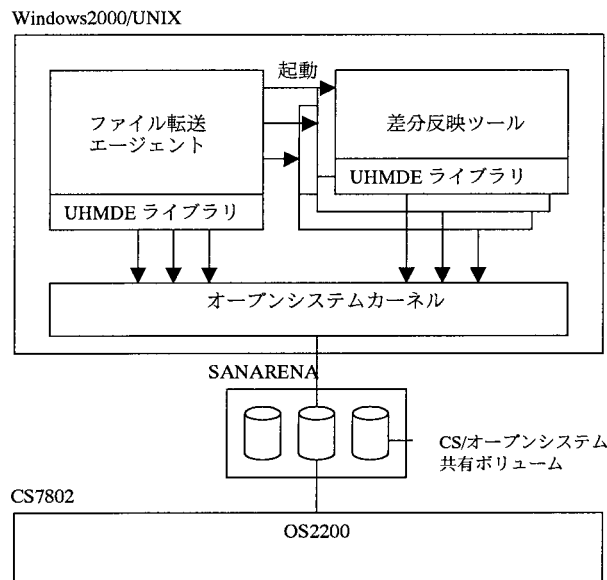 Windows2000/UNIX
起動
ファイル転送
エージェント
差分反映ツール
UHMDE ライブラリ
UHMDE ライブラリ
オープンシステムカーネル
SANARENA
CS/オープンシステム
共有ボリューム
CS7802
OS2200